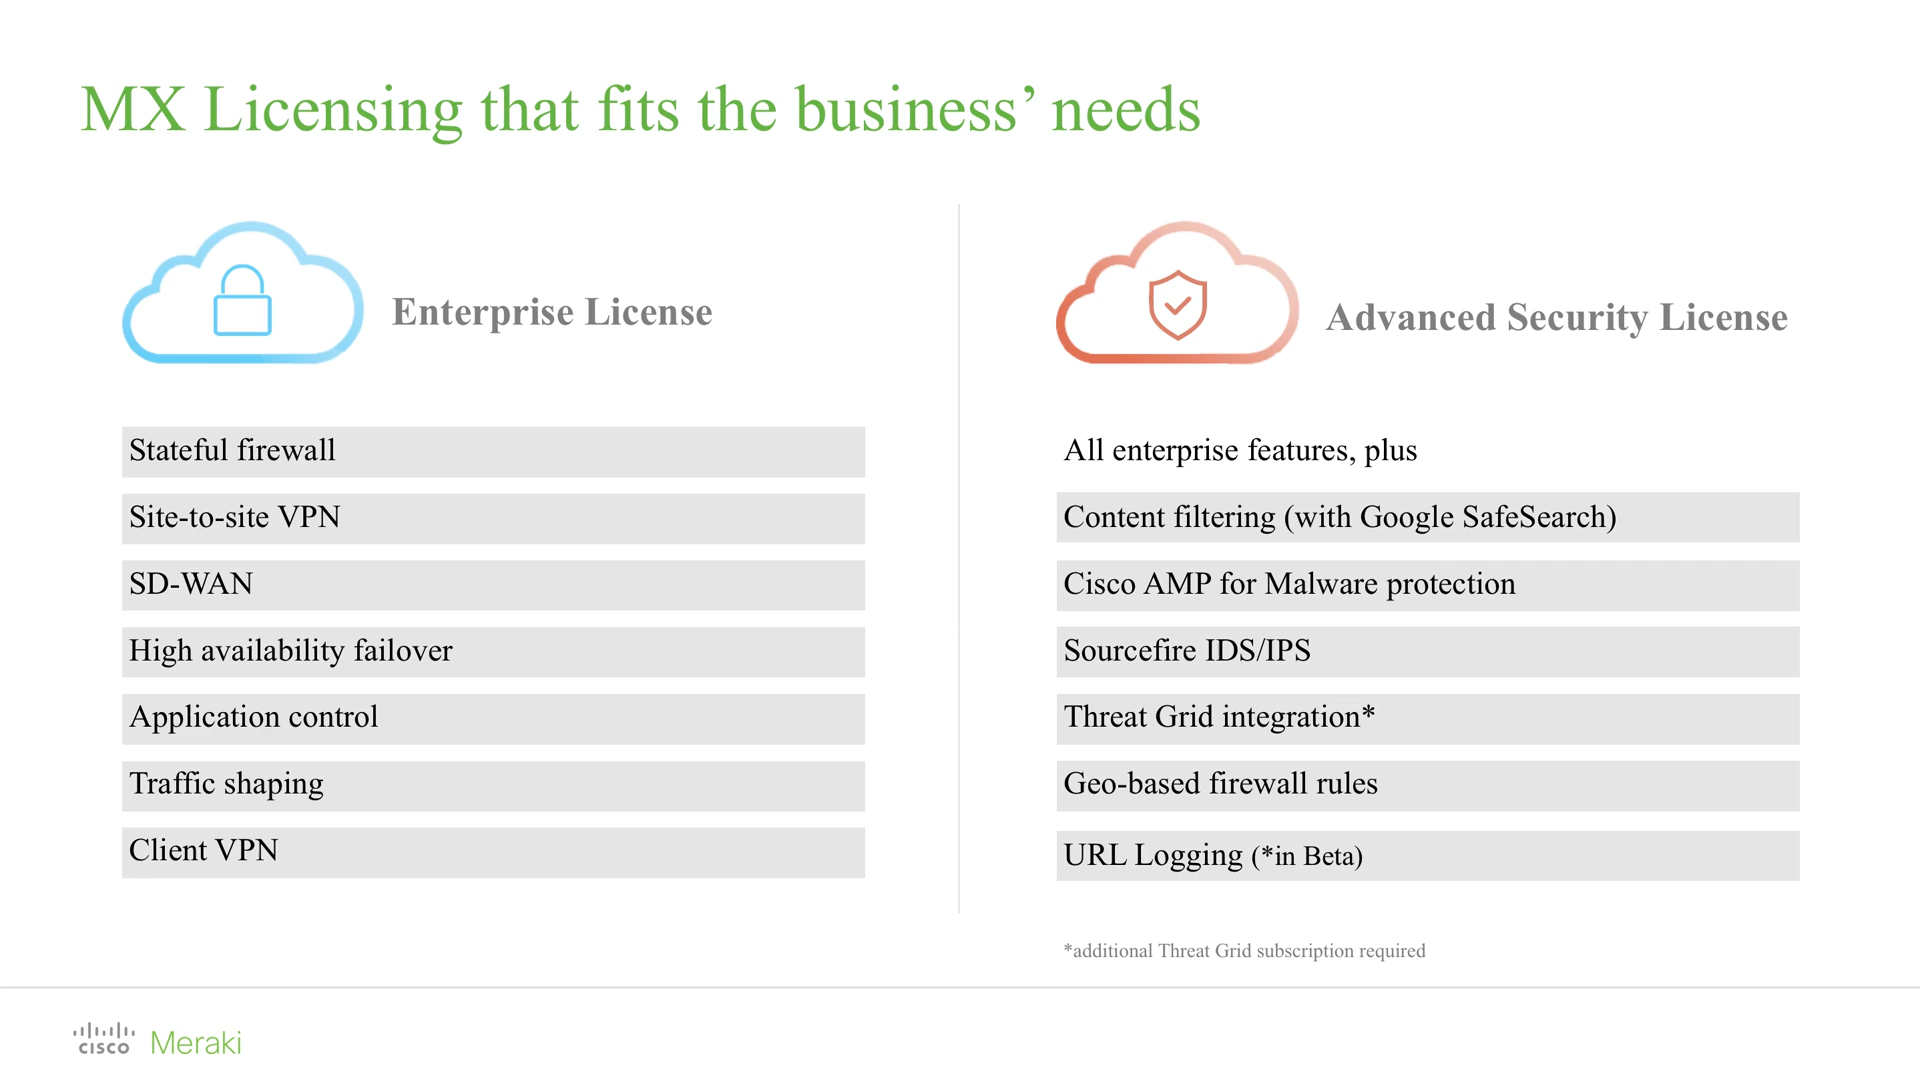 MX Licensing that fits the business’ needs
Enterprise License
Stateful firewall
Site-to-site VPN
SD-WAN
High availability failover
Application control
Traffic shaping
Client VPN
Advanced Security License
All enterprise features, plus
Content filtering (with Google SafeSearch)
Cisco AMP for Malware protection
Sourcefire IDS/IPS
Threat Grid integration*
Geo-based firewall rules
URL Logging (*in Beta)
*additional Threat Grid subscription required
CISCO Meraki